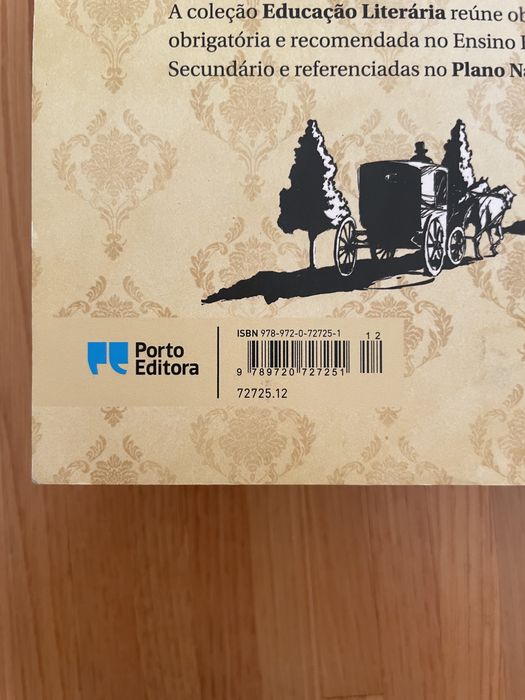 A coleção Educação Literária reúne ob
obrigatória e recomendada no Ensino
Secundário e referenciadas no Plano Na
Porto
Editora
ISBN 978-972-0-72725-1
12
9 789720 727251
72725.12